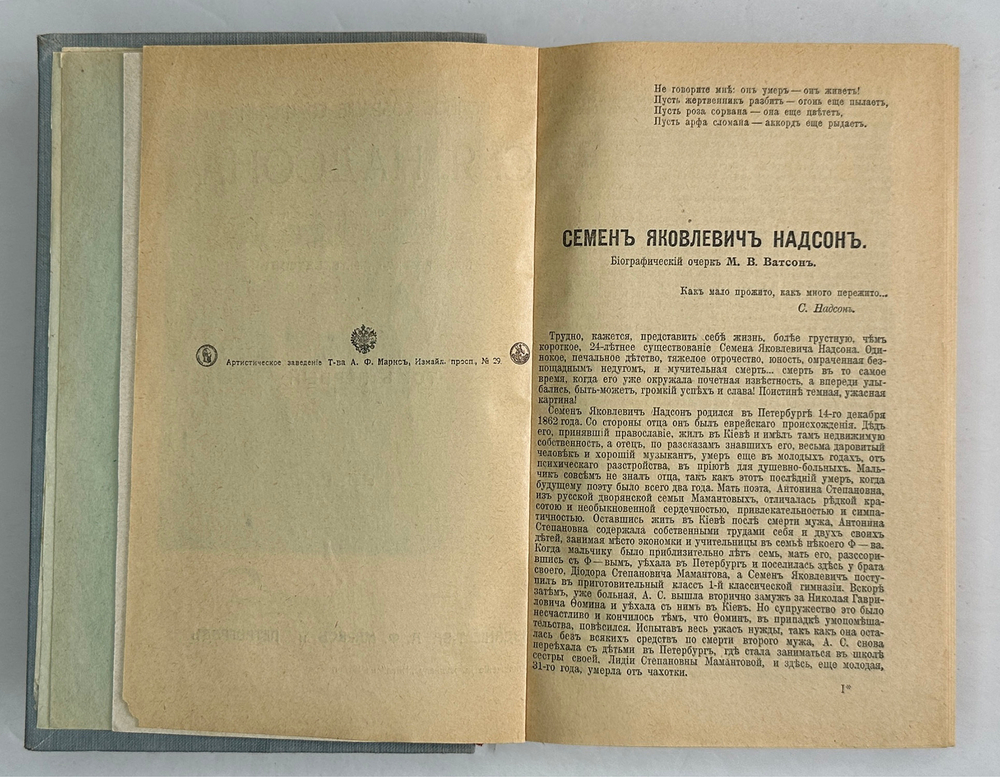 Артистическое заведеніе Т-ва А. Ф. Марксъ, Измайл. просп., № 29.
Не говорите мнѣ: онъ умеръ — онъ живетъ!
Пусть жертвенникъ разбитъ — огонь еще пылаетъ,
Пусть роза сорвана — она еще цвѣтетъ,
Пусть арфа сломана — аккордъ еще рыдаетъ.
СЕМЕНЪ ЯКОВЛЕВИЧЪ НАДСОНЪ.
Біографическій очеркъ М. В. Ватсонъ.
Какъ мало прожито, какъ много пережито...
С. Надсонъ.
Трудно, кажется, представить себѣ жизнь, болѣе грустную, чѣмъ
короткое, 24-лѣтнее существованіе Семена Яковлевича Надсона. Оди-
нокое, печальное дѣтство, тяжелое отрочество, юность, омраченная без-
пощаднымъ недугомъ, и мучительная смерть... смерть въ то самое
время, когда его уже окружала почетная извѣстность, а впереди улы-
бались, быть-можетъ, громкій успѣхъ и слава! Поистинѣ темная, ужасная
картина!
Семенъ Яковлевичъ Надсонъ родился въ Петербургѣ 14-го декабря
1862 года. Со стороны отца онъ былъ еврейскаго происхожденія. Дѣдъ
его, принявшій православіе, жилъ въ Кіевѣ и имѣлъ тамъ недвижимую
собственность, а отецъ, по разсказамъ знавшихъ его, весьма даровитый
человѣкъ и хорошій музыкантъ, умеръ еще въ молодыхъ годахъ, отъ
психическаго разстройства, въ пріютѣ для душевно-больныхъ. Маль-
чикъ совсѣмъ не зналъ отца, такъ какъ этотъ послѣдній умеръ, когда
будущему поэту было всего два года. Мать поэта, Антонина Степановна,
изъ русской дворянской семьи Мамантовыхъ, отличалась рѣдкой кра-
сотою и необыкновенной сердечностью, привлекательностью и симпа-
тичностью. Оставшись жить въ Кіевѣ послѣ смерти мужа, Антонина
Степановна содержала собственными трудами себя и двухъ своихъ
дѣтей, занимая мѣсто экономки и учительницы въ семьѣ нѣкоего Ф — ва.
Когда мальчику было приблизительно лѣтъ семь, мать его, разссорив-
шись съ Ф — вымъ, уѣхала въ Петербургъ и поселилась здѣсь у брата
своего, Діодора Степановича Мамантова, а Семенъ Яковлевичъ посту-
пилъ въ приготовительный классъ 1-й классической гимназіи. Вскорѣ
затѣмъ, уже больная, А. С. вышла вторично замужъ за Николая Гаври-
ловича Ѳомина и уѣхала съ нимъ въ Кіевъ. Но супружество это было
несчастливо и кончилось тѣмъ, что Ѳоминъ, въ припадкѣ умопомѣша-
тельства, повѣсился. Испытавъ весь ужасъ нужды, такъ какъ она оста-
лась безъ всякихъ средствъ по смерти второго мужа, А. С. снова
переѣхала съ дѣтьми въ Петербургъ, гдѣ стала заниматься въ школѣ
сестры своей, Лидіи Степановны Мамантовой, и здѣсь, еще молодая,
31-го года, умерла отъ чахотки.
1*